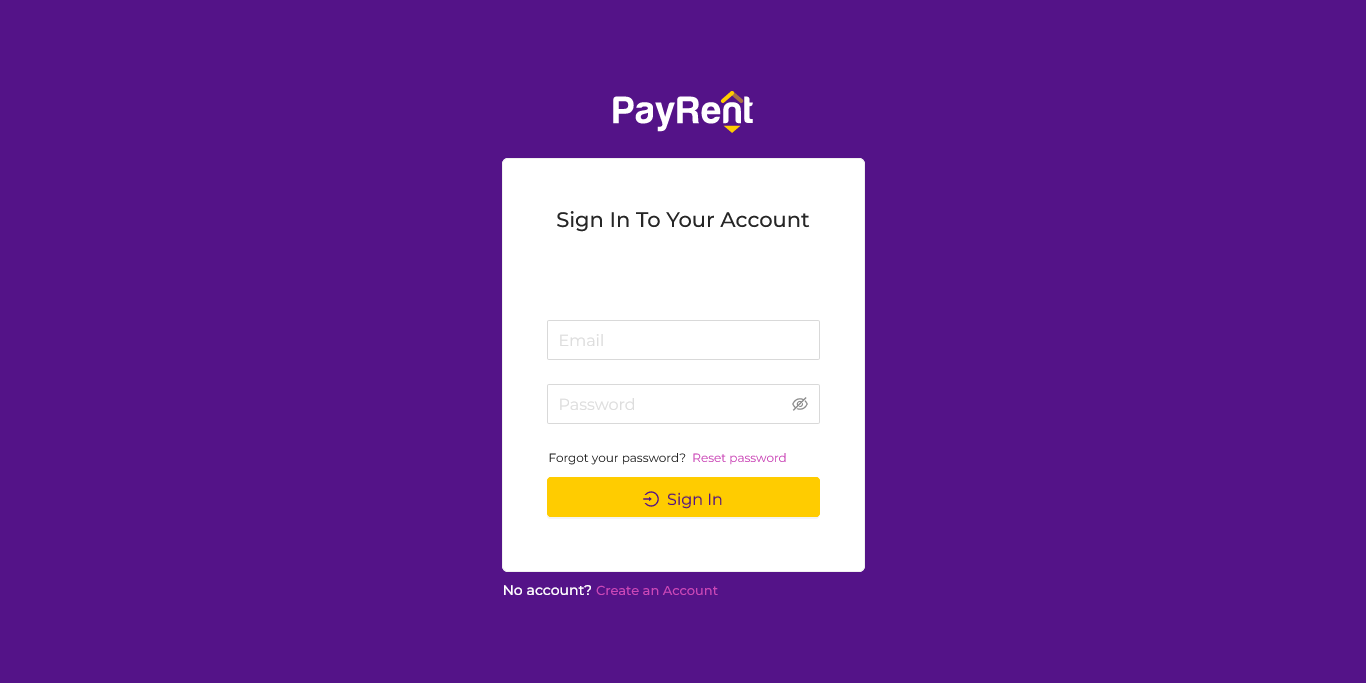 PayRent
Sign In To Your Account
Email
Password
Forgot your password? Reset password
Sign In
No account? Create an Account